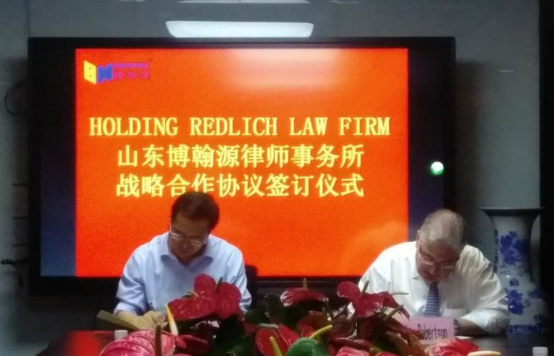 HOLDING REDLICH LAW FIRM
山东博翰源律师事务所
战略合作协议签订仪式
Robertson